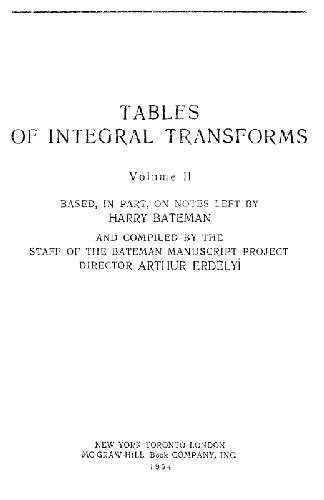 TABLES
OF INTEGRAL TRANSFORMS
Volume II
BASED, IN PART, ON NOTES LEFT BY
HARRY BATEMAN
AND COMPILED BY THE
STAFF OF THE BATEMAN MANUSCRIPT PROJECT
DIRECTOR ARTHUR ERDÉLYI
NEW YORK TORONTO LONDON
MC GRAW-HILL Book COMPANY, INC.
1954